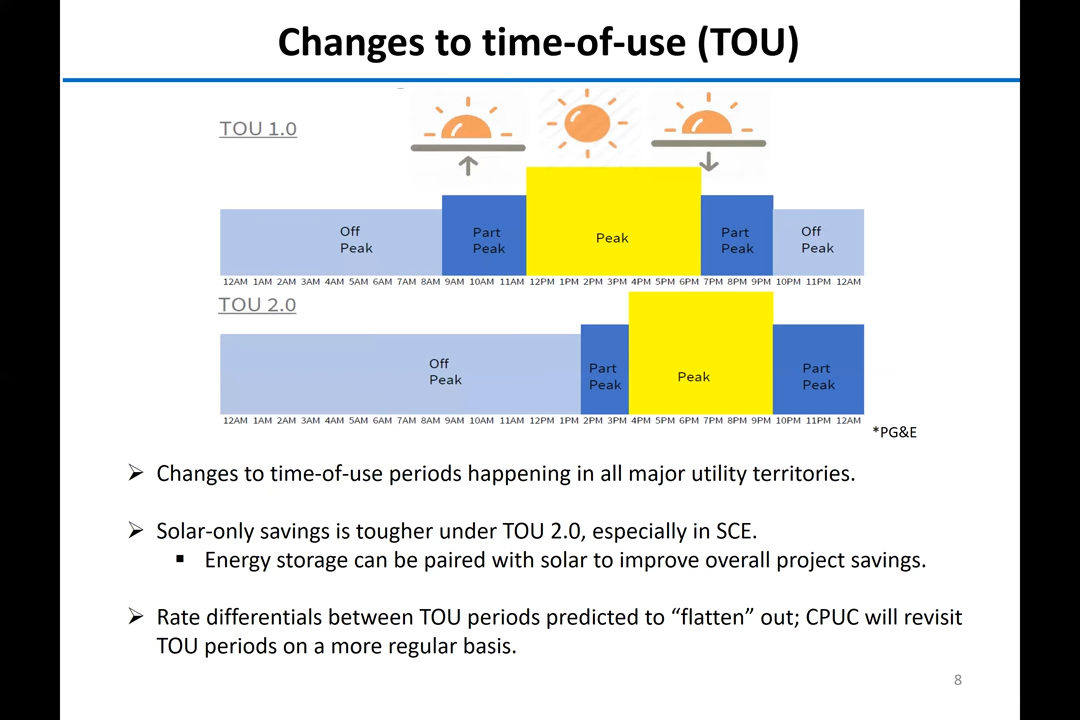 Changes to time-of-use (TOU)
TOU 1.0
Off
Peak
Part
Peak
Peak
Part
Peak
Off
Peak
12AM 1AM 2AM 3AM 4AM 5AM 6AM 7AM 8AM 9AM 10AM 11AM 12PM 1PM 2PM 3PM 4PM 5PM 6PM 7PM 8PM 9PM 10PM 11PM 12AM
TOU 2.0
Off
Peak
Part
Peak
Peak
Part
Peak
12AM 1AM 2AM 3AM 4AM 5AM 6AM 7AM 8AM 9AM 10AM 11AM 12PM 1PM 2PM 3PM 4PM 5PM 6PM 7PM 8PM 9PM 10PM 11PM 12AM
*PG&E
➢ Changes to time-of-use periods happening in all major utility territories.
➢ Solar-only savings is tougher under TOU 2.0, especially in SCE.
▪ Energy storage can be paired with solar to improve overall project savings.
➢ Rate differentials between TOU periods predicted to “flatten” out; CPUC will revisit
TOU periods on a more regular basis.
8